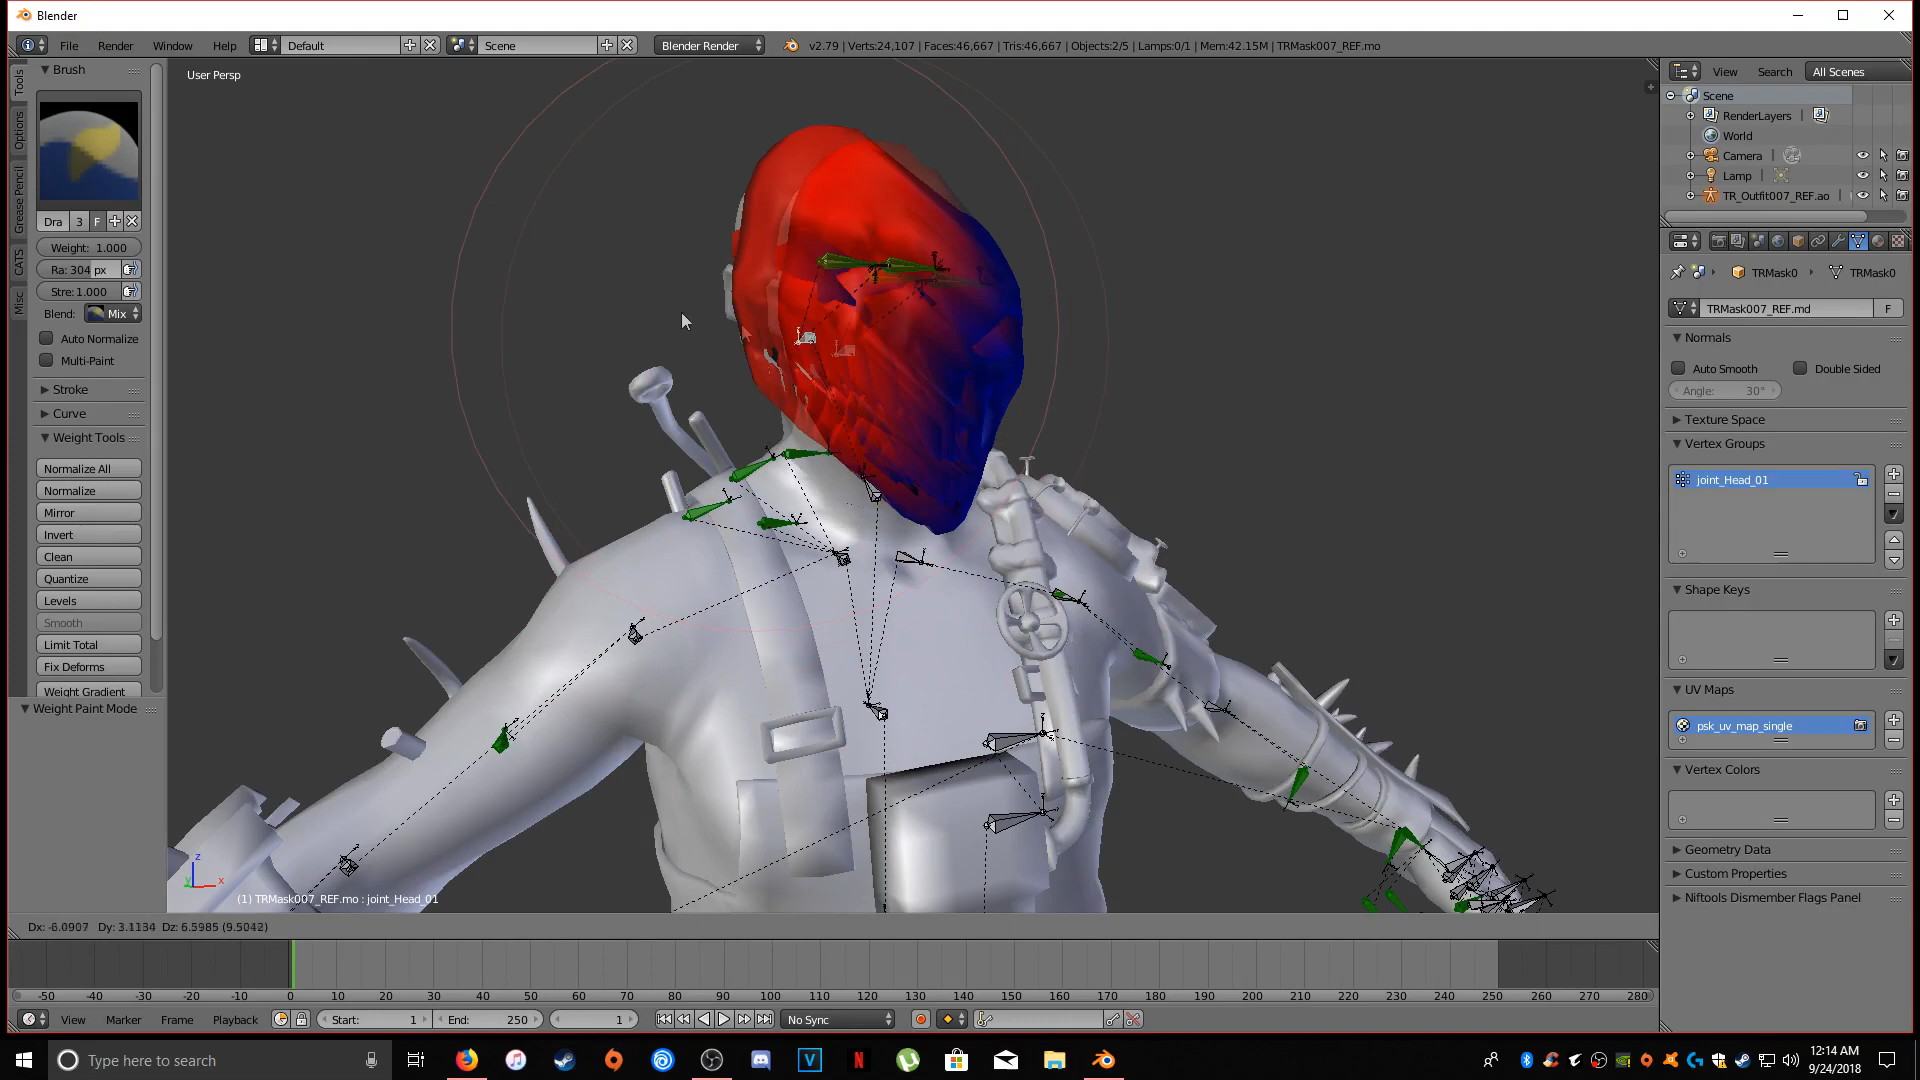 Blender
File Render Window Help Default Scene Blender Render v2.79 | Verts:24,107 | Faces:46,667 | Tris:46,667 | Objects:2/5 | Lamps:0/1 | Mem:42.15M | TRMask007_REF.mo
Tools
Options
Grease Pencil
CATS
Misc
Brush
Dra 3 F
Weight: 1.000
Ra: 304 px
Stre: 1.000
Blend: Mix
Auto Normalize
Multi-Paint
Stroke
Curve
Weight Tools
Normalize All
Normalize
Mirror
Invert
Clean
Quantize
Levels
Smooth
Limit Total
Fix Deforms
Weight Gradient
Weight Paint Mode
User Persp
z
y x
(1) TRMask007_REF.mo : joint_Head_01
Dx: -6.0907 Dy: 3.1134 Dz: 6.5985 (9.5042)
View Search All Scenes
Scene
RenderLayers |
World
Camera |
Lamp |
TR_Outfit007_REF.ao |
TRMask0 TRMask0
TRMask007_REF.md F
Normals
Auto Smooth Double Sided
Angle: 30°
Texture Space
Vertex Groups
joint_Head_01
Shape Keys
UV Maps
psk_uv_map_single
Vertex Colors
Geometry Data
Custom Properties
Niftools Dismember Flags Panel
-50 -40 -30 -20 -10 0 10 20 30 40 50 60 70 80 90 100 110 120 130 140 150 160 170 180 190 200 210 220 230 240 250 260 270 280
View Marker Frame Playback Start: 1 End: 250 1 No Sync
Type here to search
V
N
12:14 AM
9/24/2018